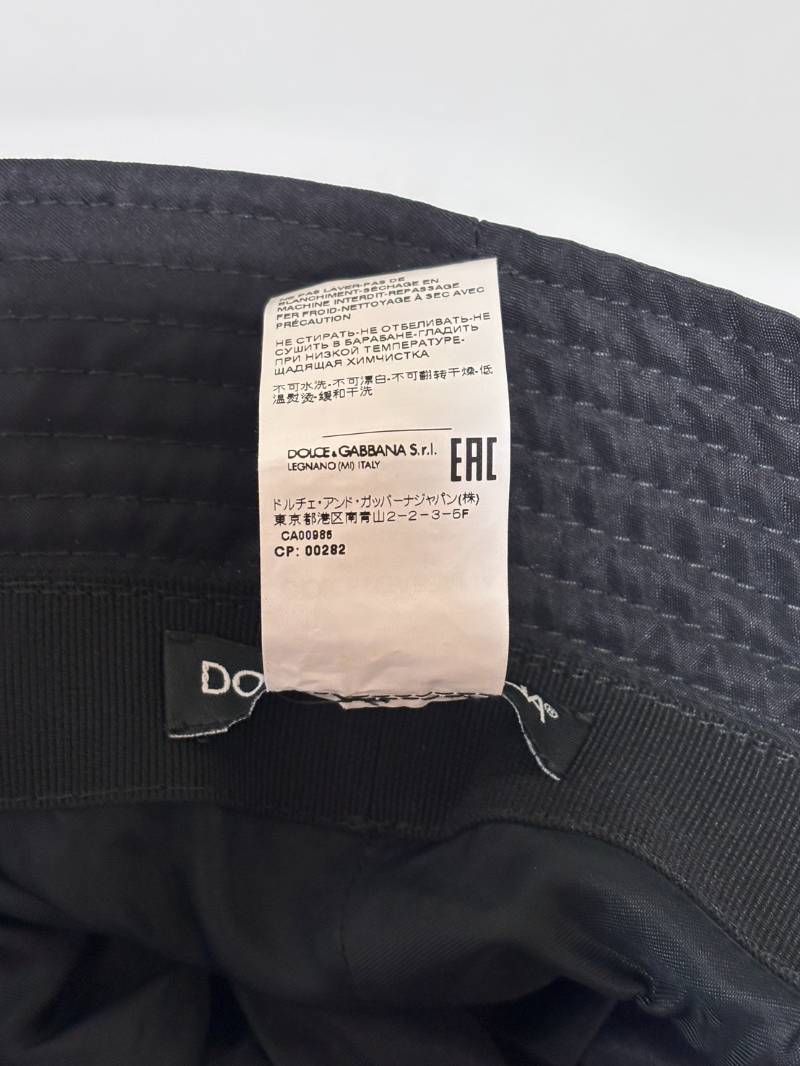 NE PAS LAVER-PAS DE
BLANCHIMENT-SÉCHAGE EN
MACHINE INTERDIT-REPASSAGE
FER FROID-NETTOYAGE À SEC AVEC
PRÉCAUTION
НЕ СТИРАТЬ-НЕ ОТБЕЛИВАТЬ-НЕ
СУШИТЬ В БАРАБАНЕ-ГЛАДИТЬ
ПРИ НИЗКОЙ ТЕМПЕРАТУРЕ-
ЩАДЯЩАЯ ХИМЧИСТКА
不可水洗-不可漂白-不可翻转干燥-低
温熨烫-緩和干洗
DOLCE & GABBANA S.r.l.
LEGNANO (MI) ITALY
EAC
ドルチェ・アンド・ガッバーナジャパン(株)
東京都港区南青山2-2-3-5F
CA00986
CP: 00282
DO
NA®